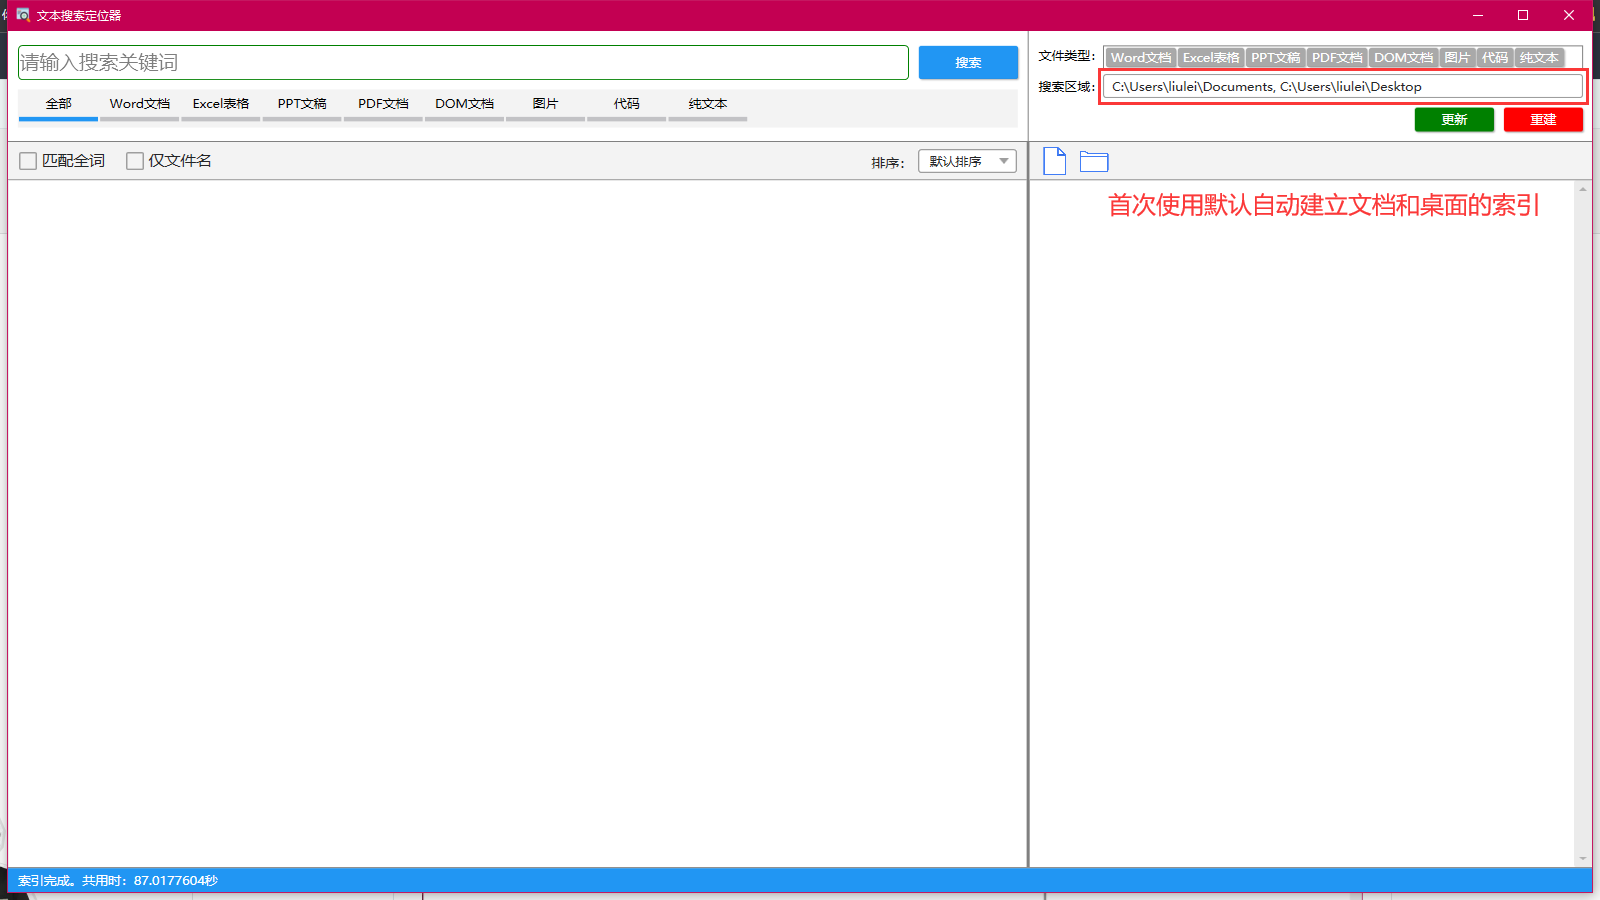 文本搜索定位器
请输入搜索关键词
搜索
全部 Word文档 Excel表格 PPT文稿 PDF文档 DOM文档 图片 代码 纯文本
匹配全词 仅文件名 排序： 默认排序
文件类型： Word文档 Excel表格 PPT文稿 PDF文档 DOM文档 图片 代码 纯文本
搜索区域： C:\Users\liulei\Documents, C:\Users\liulei\Desktop
更新 重建
首次使用默认自动建立文档和桌面的索引
索引完成。共用时：87.0177604秒